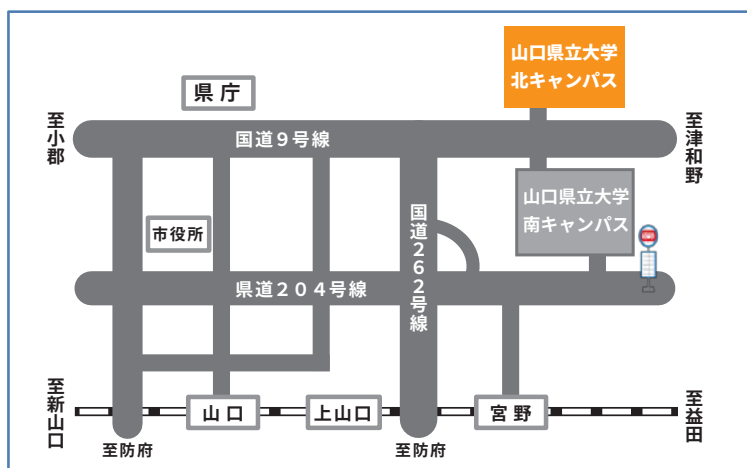 山口県立大学
北キャンパス
県庁
至小郡
国道９号線
至津和野
山口県立大学
南キャンパス
市役所
国道２６２号線
県道２０４号線
至新山口
山口
上山口
宮野
至益田
至防府
至防府